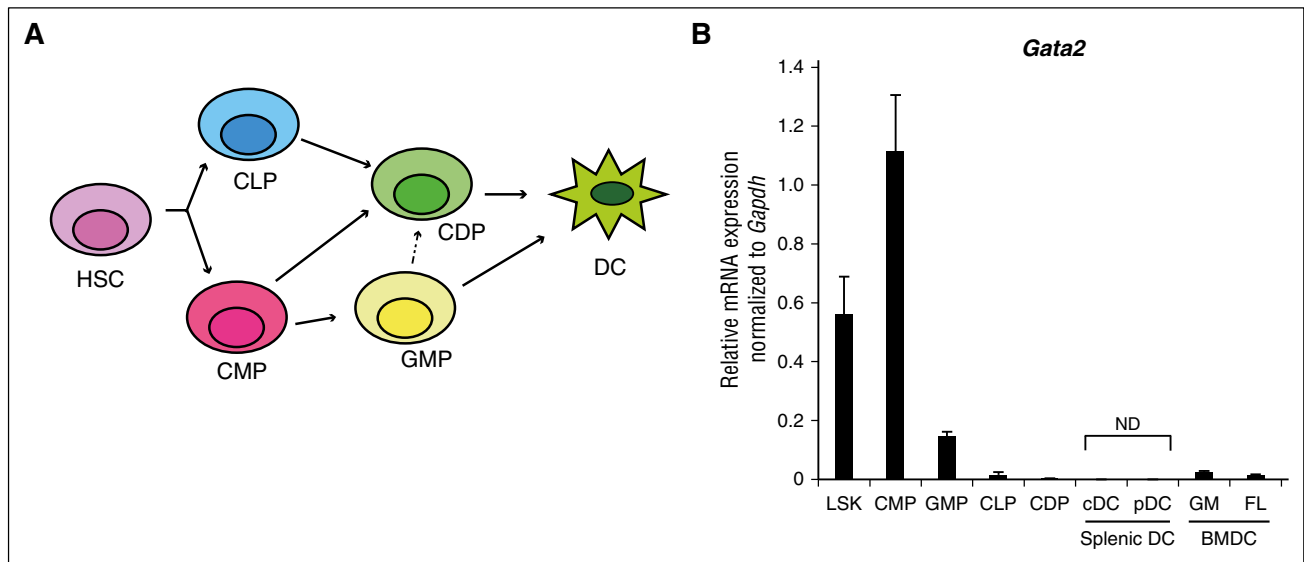 A
HSC
CLP
CMP
CDP
GMP
DC
B
Gata2
Relative mRNA expression
normalized to Gapdh
1.4
1.2
1.0
0.8
0.6
0.4
0.2
0
ND
LSK CMP GMP CLP CDP cDC pDC GM FL
Splenic DC BMDC